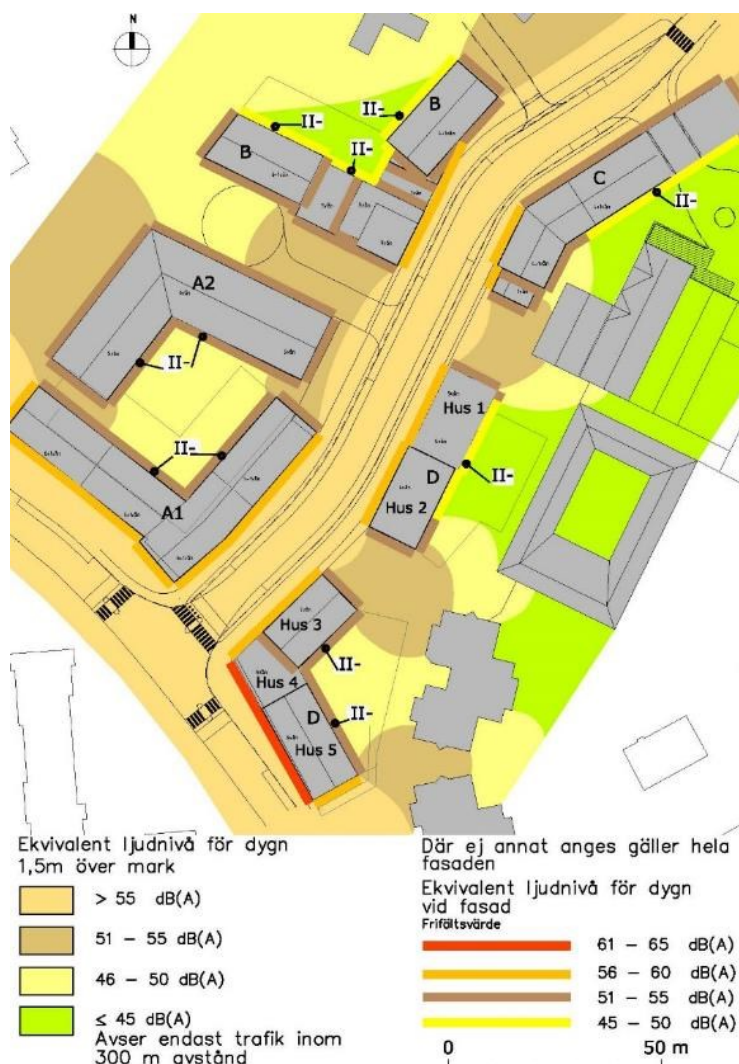 N
B
II-
II-
B
II-
C
II-
A2
II-
Hus 1
D
II-
Hus 2
II-
A1
Hus 3
II-
Hus 4
D
II-
Hus 5
Ekvivalent ljudnivå för dygn
1,5m över mark
> 55 dB(A)
51 – 55 dB(A)
46 – 50 dB(A)
≤ 45 dB(A)
Avser endast trafik inom
300 m avstånd
Där ej annat anges gäller hela
fasaden
Ekvivalent ljudnivå för dygn
vid fasad
Frifältsvärde
61 – 65 dB(A)
56 – 60 dB(A)
51 – 55 dB(A)
45 – 50 dB(A)
0 50 m